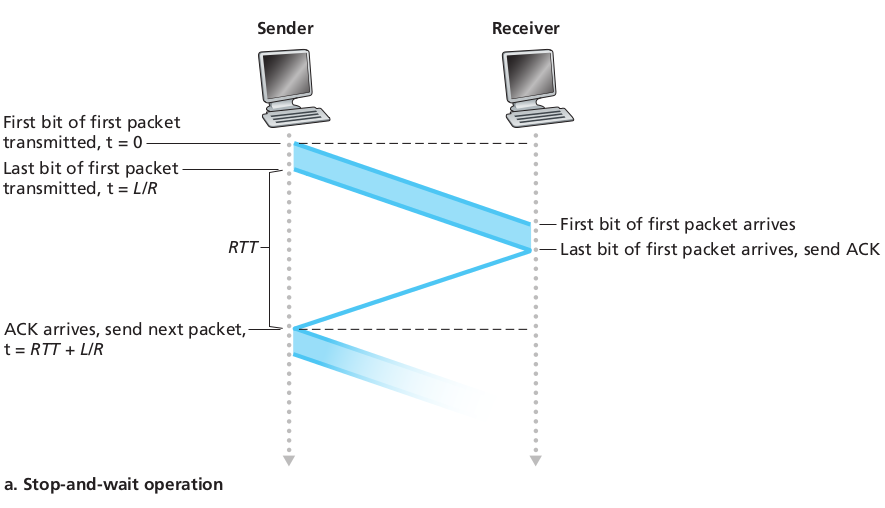 Sender
Receiver
First bit of first packet
transmitted, t = 0
Last bit of first packet
transmitted, t = L/R
First bit of first packet arrives
Last bit of first packet arrives, send ACK
RTT
ACK arrives, send next packet,
t = RTT + L/R
a. Stop-and-wait operation